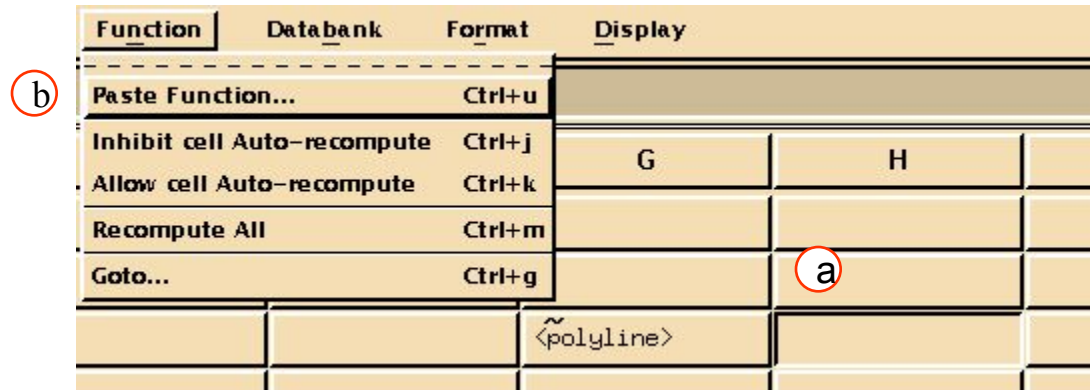 Function Databank Format Display
b
Paste Function... Ctrl+u
Inhibit cell Auto-recompute Ctrl+j
G H
Allow cell Auto-recompute Ctrl+k
Recompute All Ctrl+m
Goto... Ctrl+g
a
<p̃olyline>